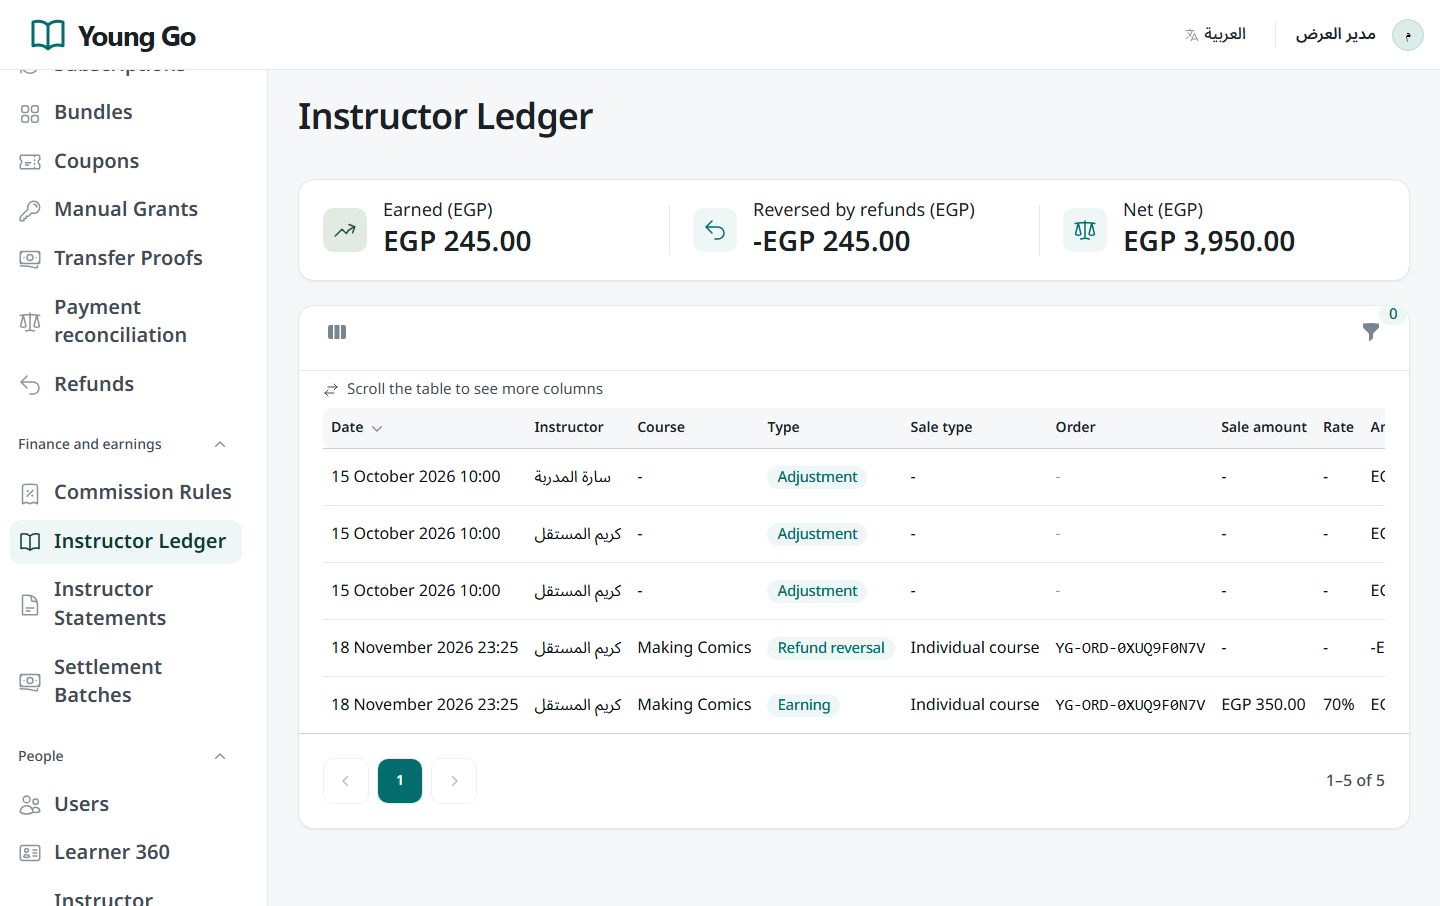 Young Go
العربية
مدير العرض
م
Subscriptions
Bundles
Coupons
Manual Grants
Transfer Proofs
Payment
reconciliation
Refunds
Finance and earnings
Commission Rules
Instructor Ledger
Instructor
Statements
Settlement
Batches
People
Users
Learner 360
Instructor
Instructor Ledger
Earned (EGP)
EGP 245.00
Reversed by refunds (EGP)
-EGP 245.00
Net (EGP)
EGP 3,950.00
0
Scroll the table to see more columns
Date Instructor Course Type Sale type Order Sale amount Rate
15 October 2026 10:00 سارة المدربة - Adjustment - - - -
15 October 2026 10:00 كريم المستقل - Adjustment - - - -
15 October 2026 10:00 كريم المستقل - Adjustment - - - -
18 November 2026 23:25 كريم المستقل Making Comics Refund reversal Individual course YG-ORD-0XUQ9F0N7V - - -E
18 November 2026 23:25 كريم المستقل Making Comics Earning Individual course YG-ORD-0XUQ9F0N7V EGP 350.00 70%
1
1–5 of 5